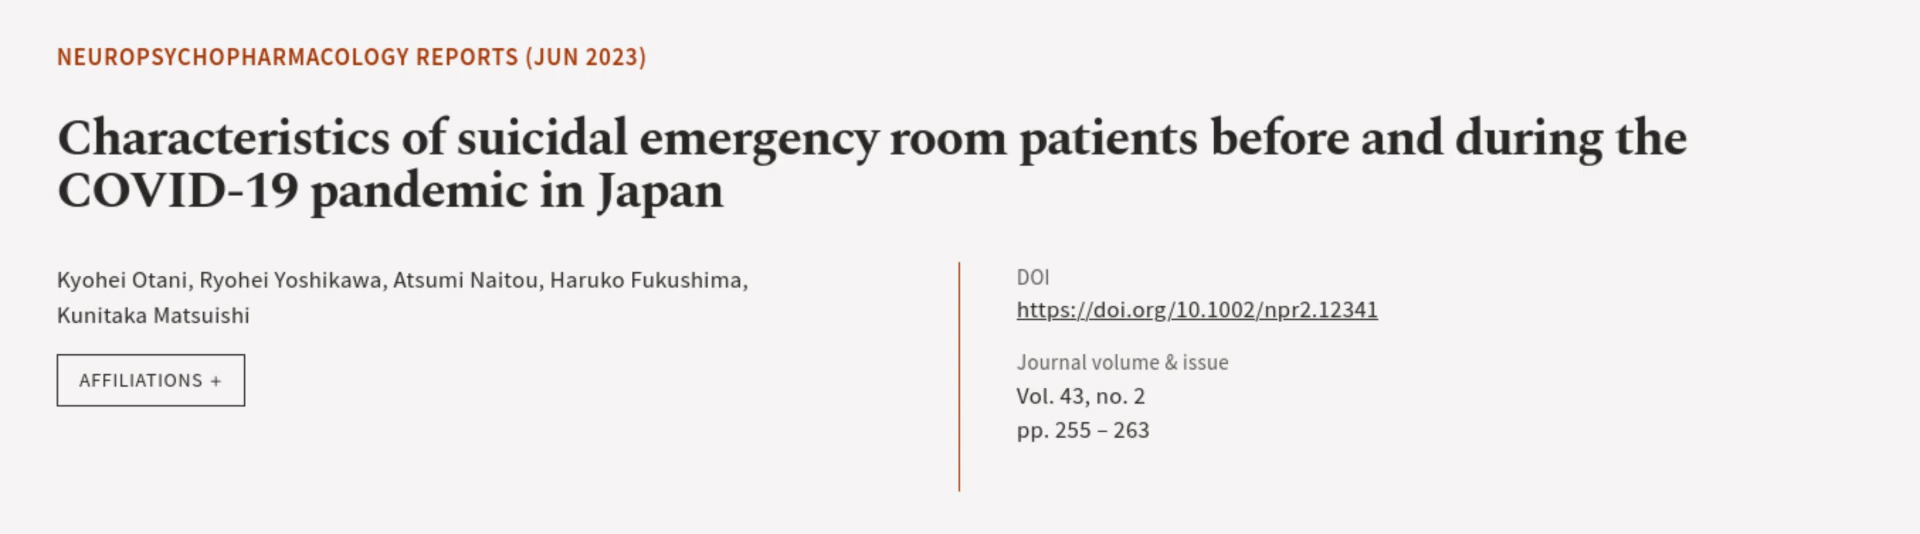 NEUROPSYCHOPHARMACOLOGY REPORTS (JUN 2023)
Characteristics of suicidal emergency room patients before and during the
COVID-19 pandemic in Japan
Kyohei Otani, Ryohei Yoshikawa, Atsumi Naitou, Haruko Fukushima,
Kunitaka Matsuishi
AFFILIATIONS +
DOI
https://doi.org/10.1002/npr2.12341
Journal volume & issue
Vol. 43, no. 2
pp. 255 – 263